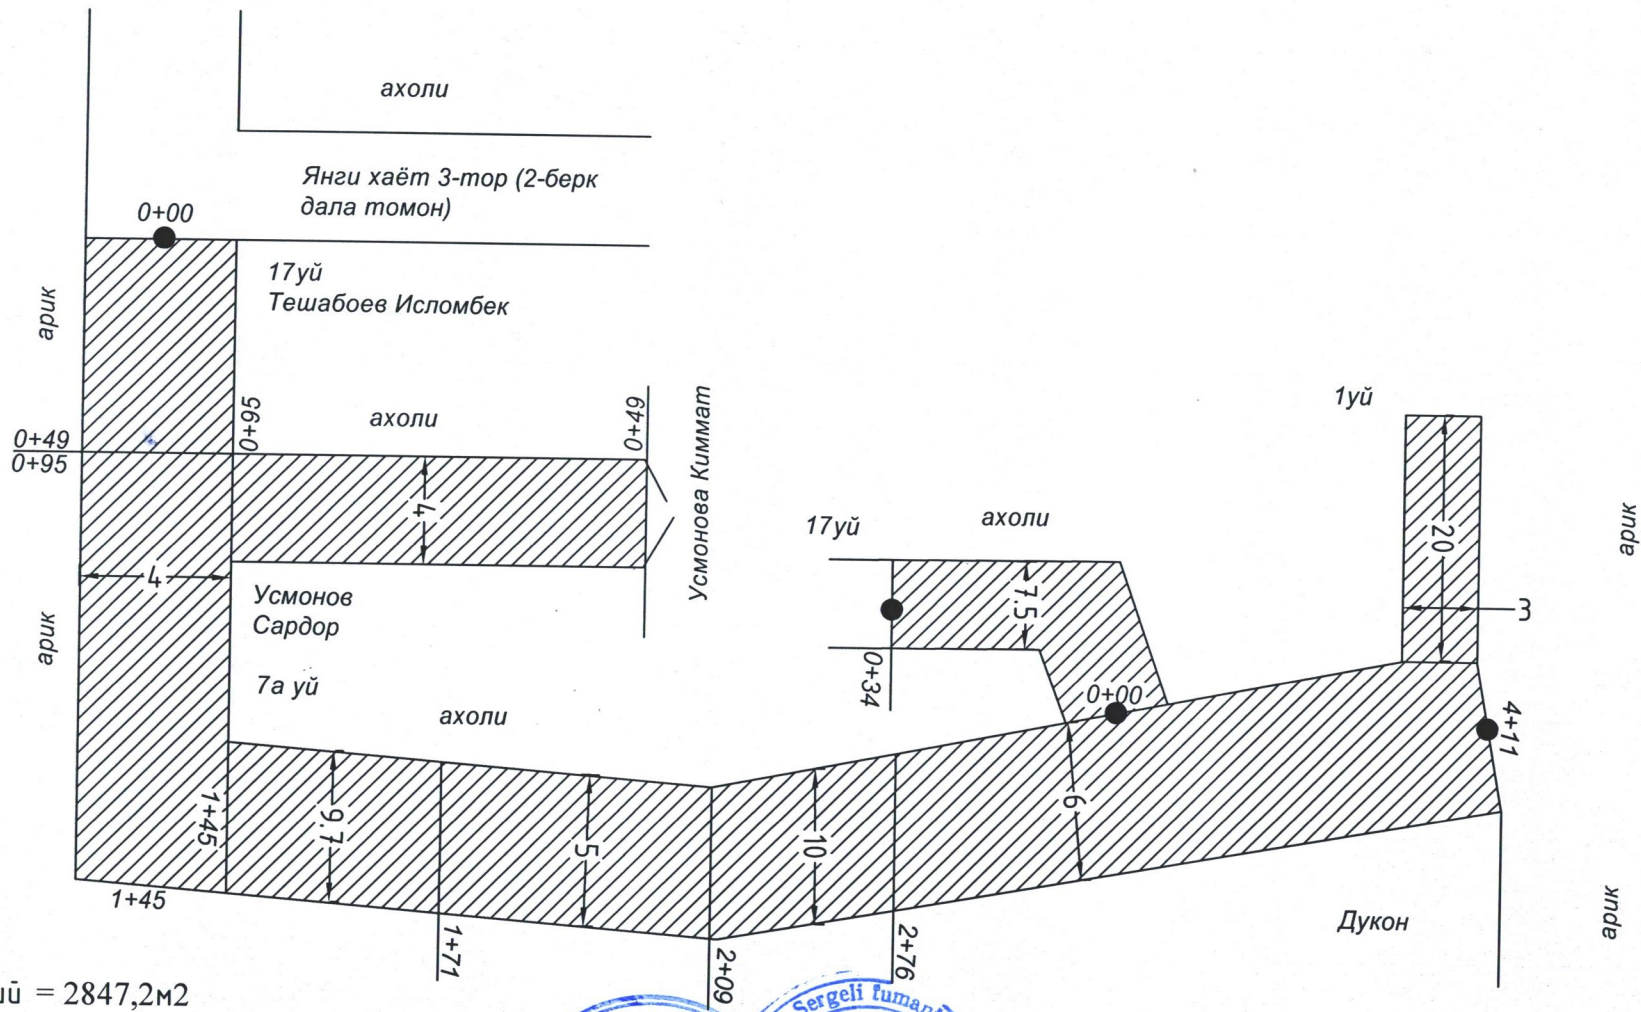 ахоли
Янги хаёт 3-тор (2-берк
дала томон)
0+00
17уй
Тешабоев Исломбек
арик
ахоли
0+95
0+49
Усмонова Киммат
0+49
0+95
4
4
арик
Усмонов
Сардор
7а уй
ахоли
1+45
1+45
9.7
5
10
1+71
2+09
2+76
17уй
ахоли
7.5
0+34
0+00
6
1уй
20
3
4+11
арик
арик
Дукон
= 2847,2м2
Sergeli tuman